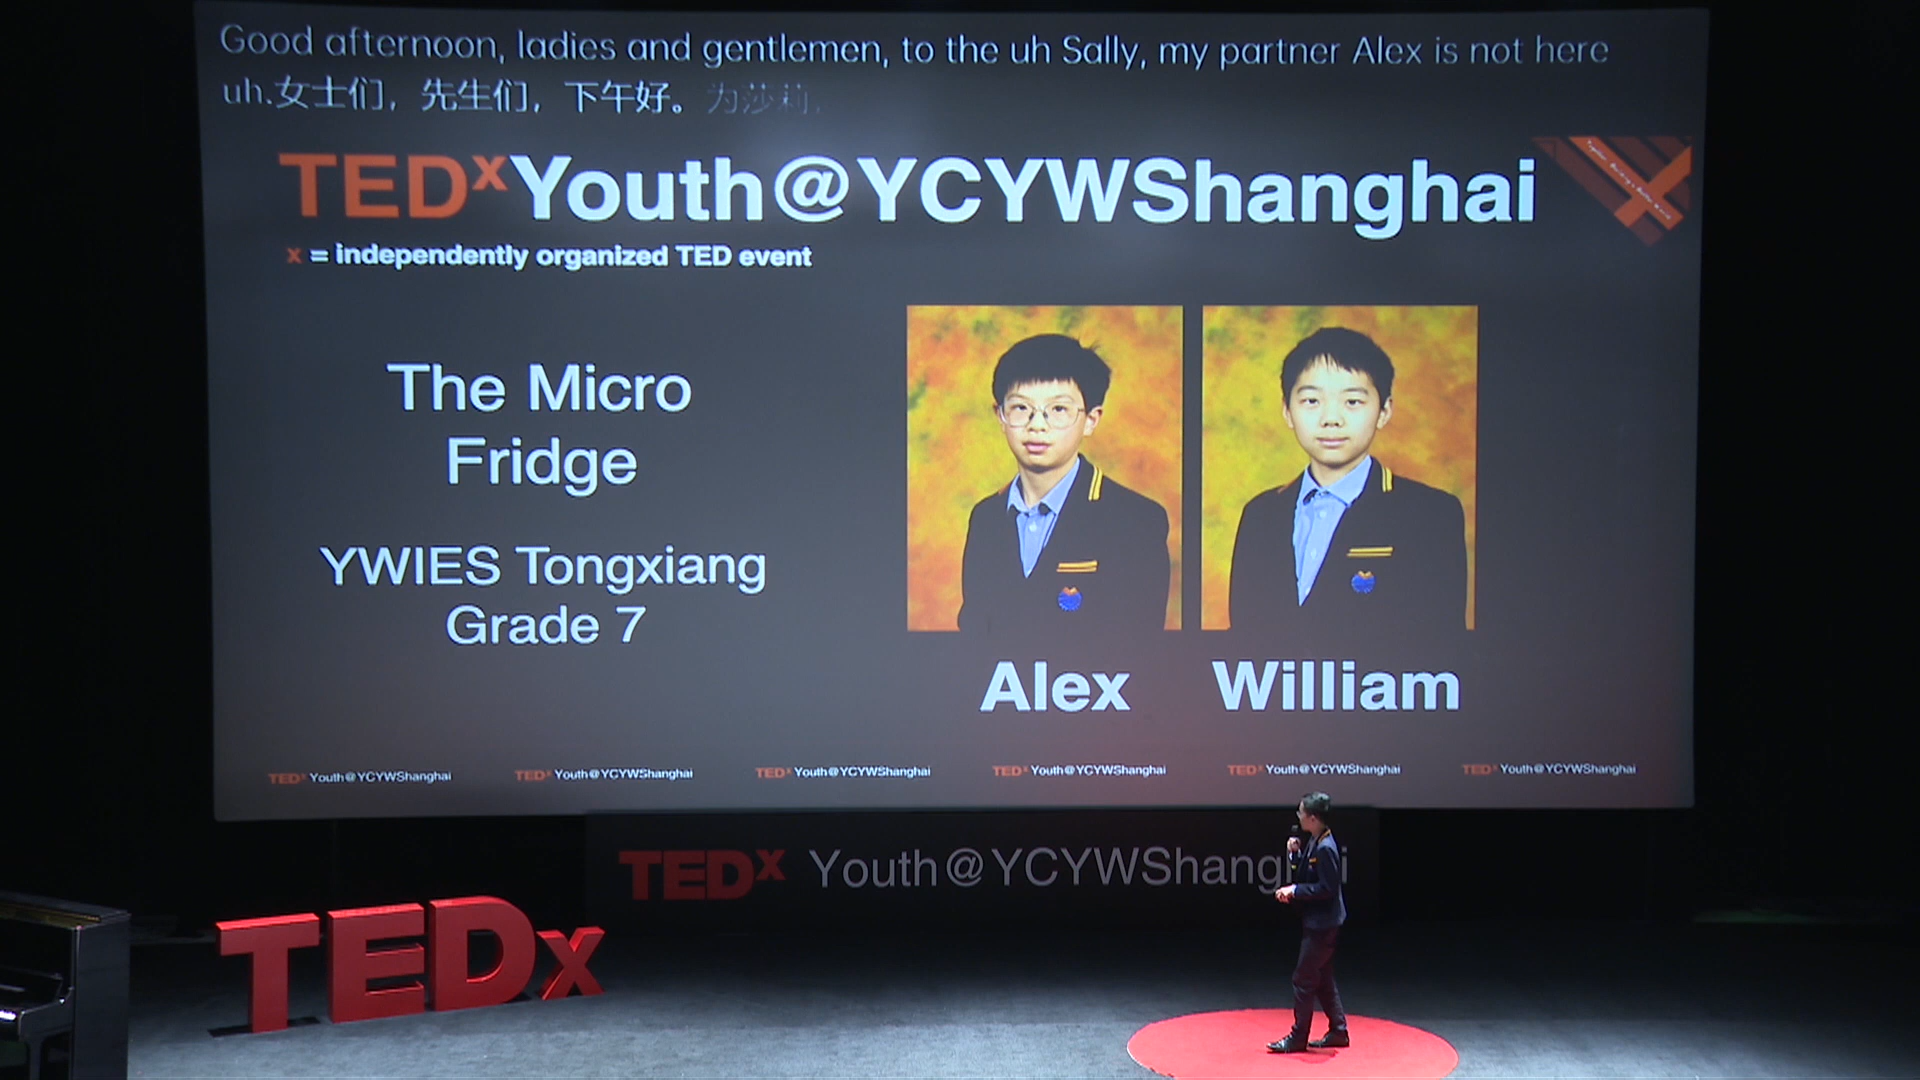 Good afternoon, ladies and gentlemen, to the uh Sally, my partner Alex is not here
uh.女士们，先生们，下午好。为莎莉，
TEDxYouth@YCYWShanghai
x = independently organized TED event
The Micro
Fridge
YWIES Tongxiang
Grade 7
Alex
William
TEDx Youth@YCYWShanghai
TEDx Youth@YCYWShanghai
TEDx Youth@YCYWShanghai
TEDx Youth@YCYWShanghai
TEDx Youth@YCYWShanghai
TEDx Youth@YCYWShanghai
TEDx Youth@YCYWShanghai
TEDx